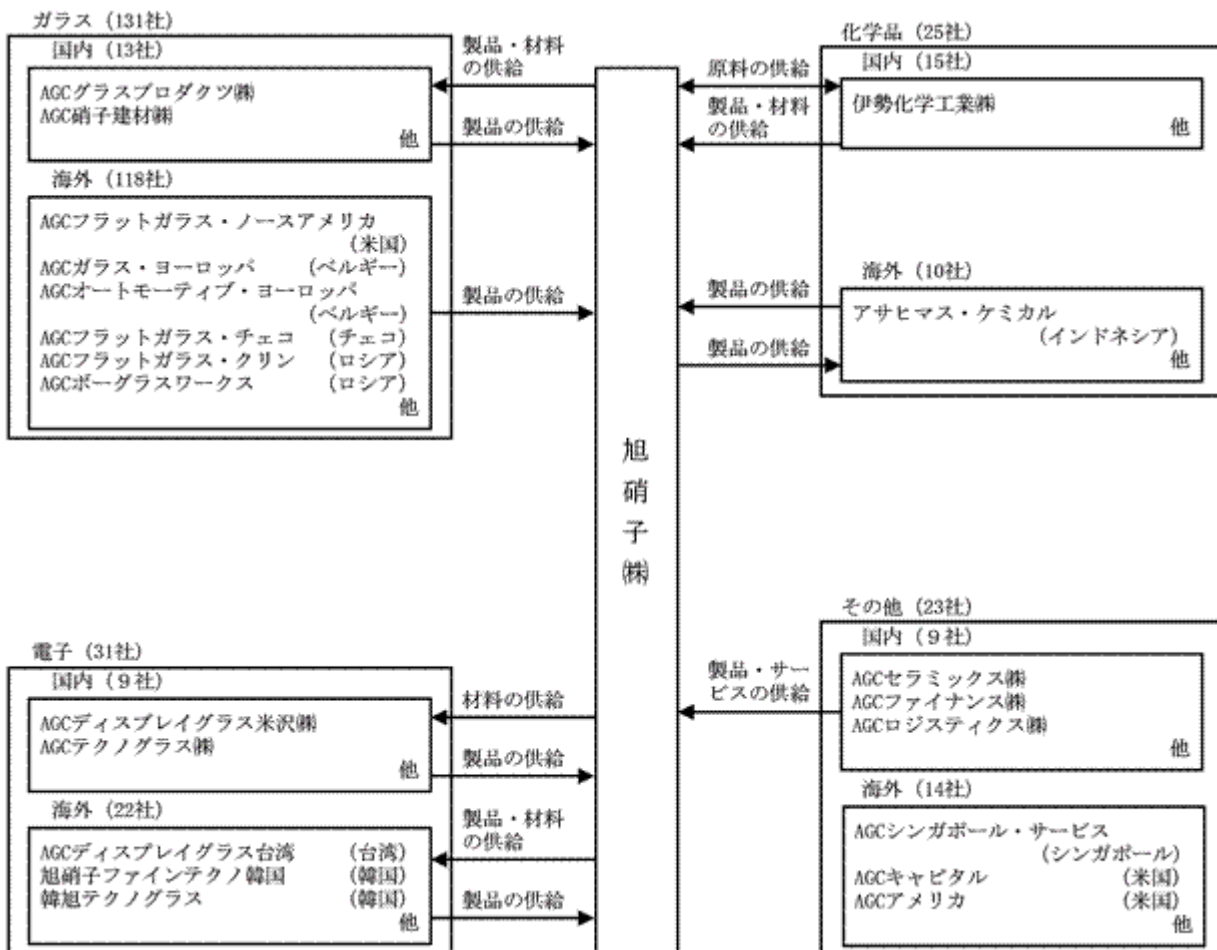 ガラス（131社）
国内（13社）
AGCグラスプロダクツ㈱
AGC硝子建材㈱
他
製品・材料
の供給
製品の供給
海外（118社）
AGCフラットガラス・ノースアメリカ
（米国）
AGCガラス・ヨーロッパ （ベルギー）
AGCオートモーティブ・ヨーロッパ
（ベルギー）
AGCフラットガラス・チェコ （チェコ）
AGCフラットガラス・クリン （ロシア）
AGCボーグラスワークス （ロシア）
他
製品の供給
電子（31社）
国内（９社）
AGCディスプレイグラス米沢㈱
AGCテクノグラス㈱
他
材料の供給
製品の供給
海外（22社）
AGCディスプレイグラス台湾 （台湾）
旭硝子ファインテクノ韓国 （韓国）
韓旭テクノグラス （韓国）
他
製品・材料
の供給
製品の供給
旭硝子㈱
化学品（25社）
国内（15社）
伊勢化学工業㈱
他
原料の供給
製品・材料
の供給
海外（10社）
アサヒマス・ケミカル
（インドネシア）
他
製品の供給
製品の供給
その他（23社）
国内（９社）
AGCセラミックス㈱
AGCファイナンス㈱
AGCロジスティクス㈱
他
製品・サー
ビスの供給
海外（14社）
AGCシンガポール・サービス
（シンガポール）
AGCキャピタル （米国）
AGCアメリカ （米国）
他